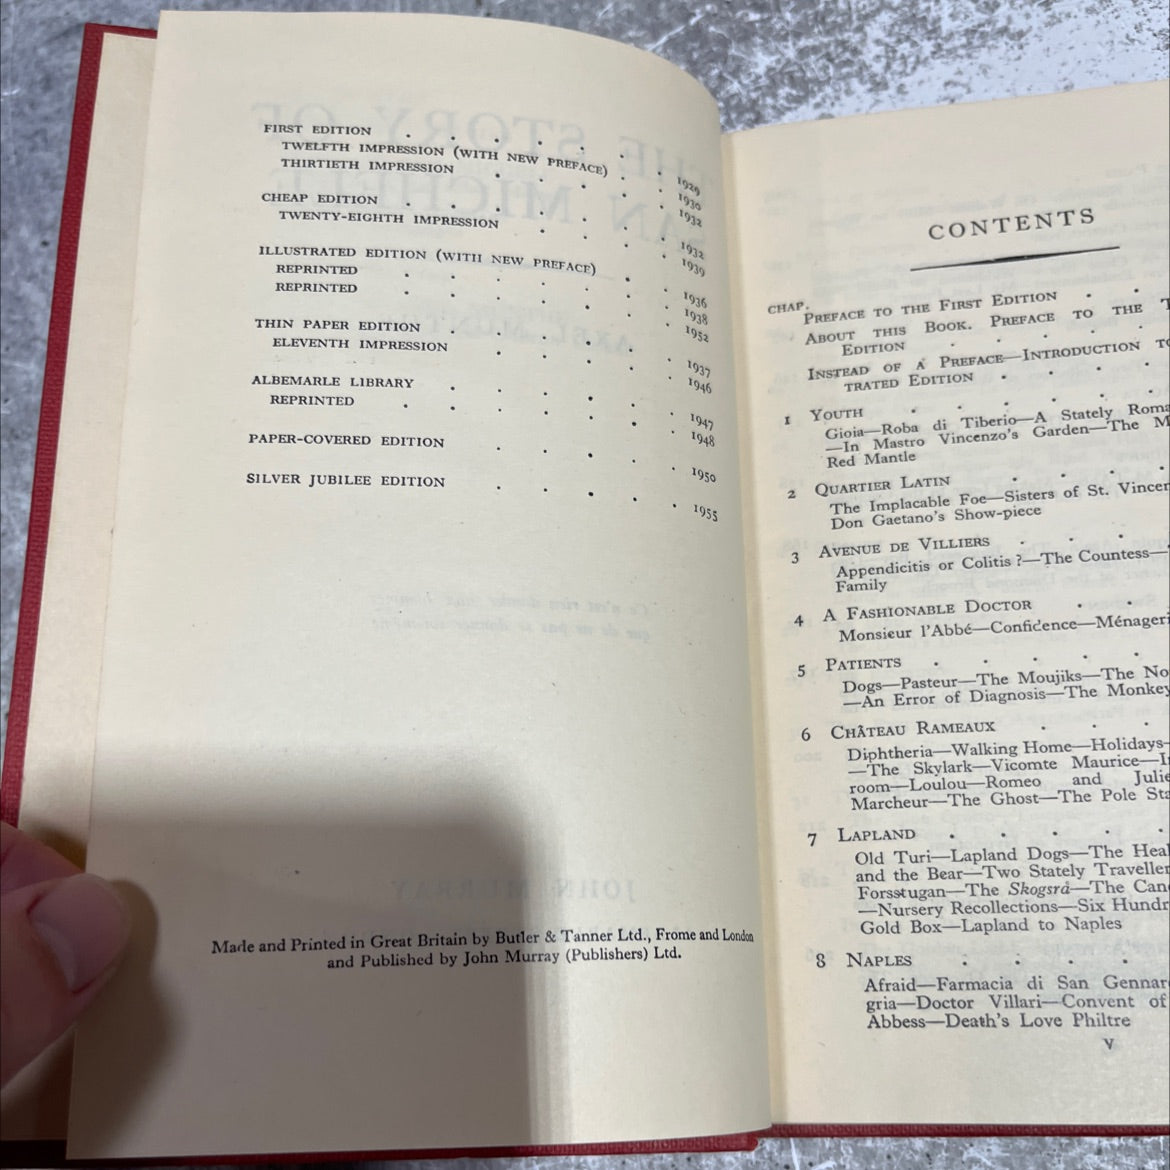 FIRST EDITION . . . . . . . 1929
TWELFTH IMPRESSION (WITH NEW PREFACE) . . 1930
THIRTIETH IMPRESSION . . . . . 1932
CHEAP EDITION . . . . . . . 1932
TWENTY-EIGHTH IMPRESSION . . . . 1939
ILLUSTRATED EDITION (WITH NEW PREFACE) . . 1936
REPRINTED . . . . . . . 1938
REPRINTED . . . . . . . 1952
THIN PAPER EDITION . . . . . 1937
ELEVENTH IMPRESSION . . . . . 1946
ALBEMARLE LIBRARY . . . . . . 1947
REPRINTED . . . . . . . 1948
PAPER-COVERED EDITION . . . . . 1950
SILVER JUBILEE EDITION . . . . . 1955
Made and Printed in Great Britain by Butler & Tanner Ltd., Frome and London
and Published by John Murray (Publishers) Ltd.
CONTENTS
CHAP.
PREFACE TO THE FIRST EDITION . .
ABOUT THIS BOOK. PREFACE TO THE
EDITION . . . .
INSTEAD OF A PREFACE—INTRODUCTION TO
TRATED EDITION . . . .
1 YOUTH . . . . . .
Gioia—Roba di Tiberio—A Stately
—In Mastro Vincenzo's Garden—The
Red Mantle
2 QUARTIER LATIN . . . .
The Implacable Foe—Sisters of St.
Don Gaetano's Show-piece
3 AVENUE DE VILLIERS . . .
Appendicitis or Colitis?—The Countess—
Family
4 A FASHIONABLE DOCTOR . .
Monsieur l'Abbé—Confidence—
5 PATIENTS . . . . .
Dogs—Pasteur—The Moujiks—The
—An Error of Diagnosis—The Monkey
6 CHÂTEAU RAMEAUX . . .
Diphtheria—Walking Home—Holidays—
—The Skylark—Vicomte Maurice—
room—Loulou—Romeo and
Marcheur—The Ghost—The Pole
7 LAPLAND . . . . .
Old Turi—Lapland Dogs—The
and the Bear—Two Stately
Forsstugan—The Skogsrå—The
—Nursery Recollections—Six
Gold Box—Lapland to Naples
8 NAPLES . . . .
Afraid—Farmacia di San
gria—Doctor Villari—Convent of
Abbess—Death's Love Philtre
V